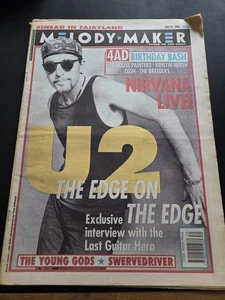 SINEAD IN FAIRYLAND
MELODY·MAKER
4AD BIRTHDAY BASH
HOUSE PAINTERS · KRISTIN HERSH
LUSH · THE BREEDERS
NIRVANA
LIVE!
U2
THE EDGE ON
THE EDGE
Exclusive
interview with the
Last Guitar Hero
THE YOUNG GODS ★ SWERVEDRIVER